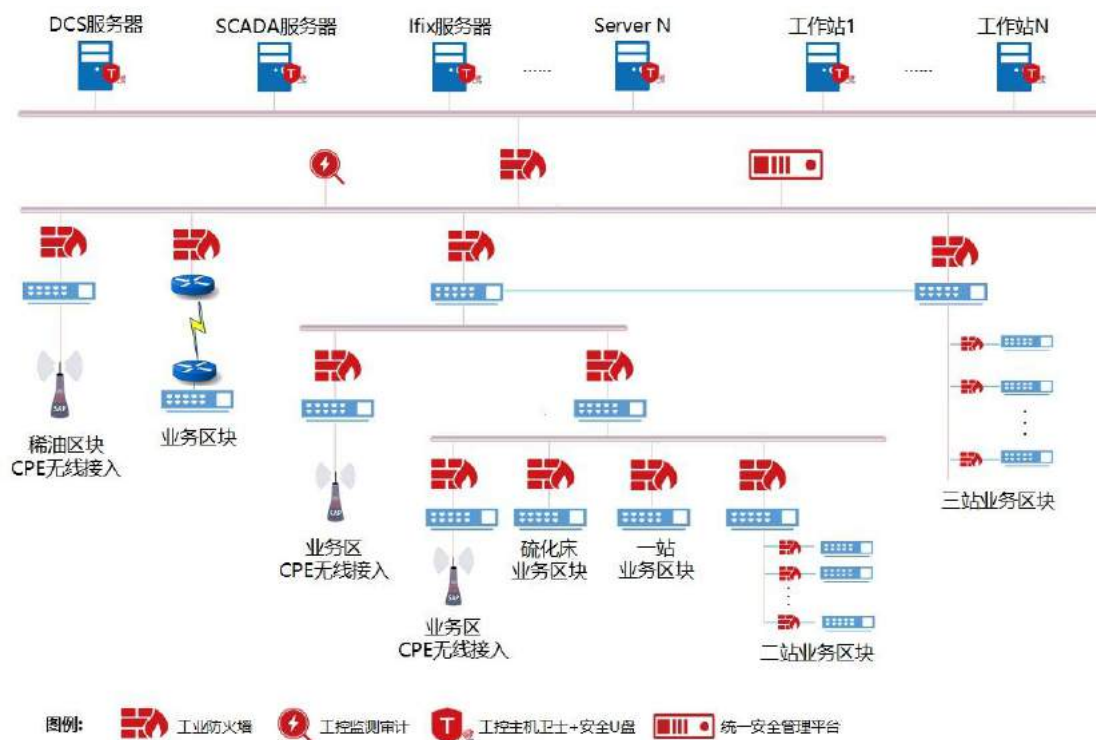 DCS服务器
SCADA服务器
Ifix服务器
Server N
工作站1
工作站N
......
......
稀油区块
CPE无线接入
业务区块
业务区
CPE无线接入
业务区
CPE无线接入
硫化床
业务区块
一站
业务区块
二站业务区块
三站业务区块
图例:
工业防火墙
工控监测审计
工控主机卫士+安全U盘
统一安全管理平台